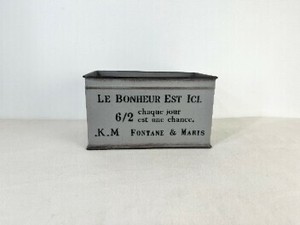 LE BONHEUR EST ICI.
6/2 chaque jour
est une chance.
.K.M FONTANE & MARIS